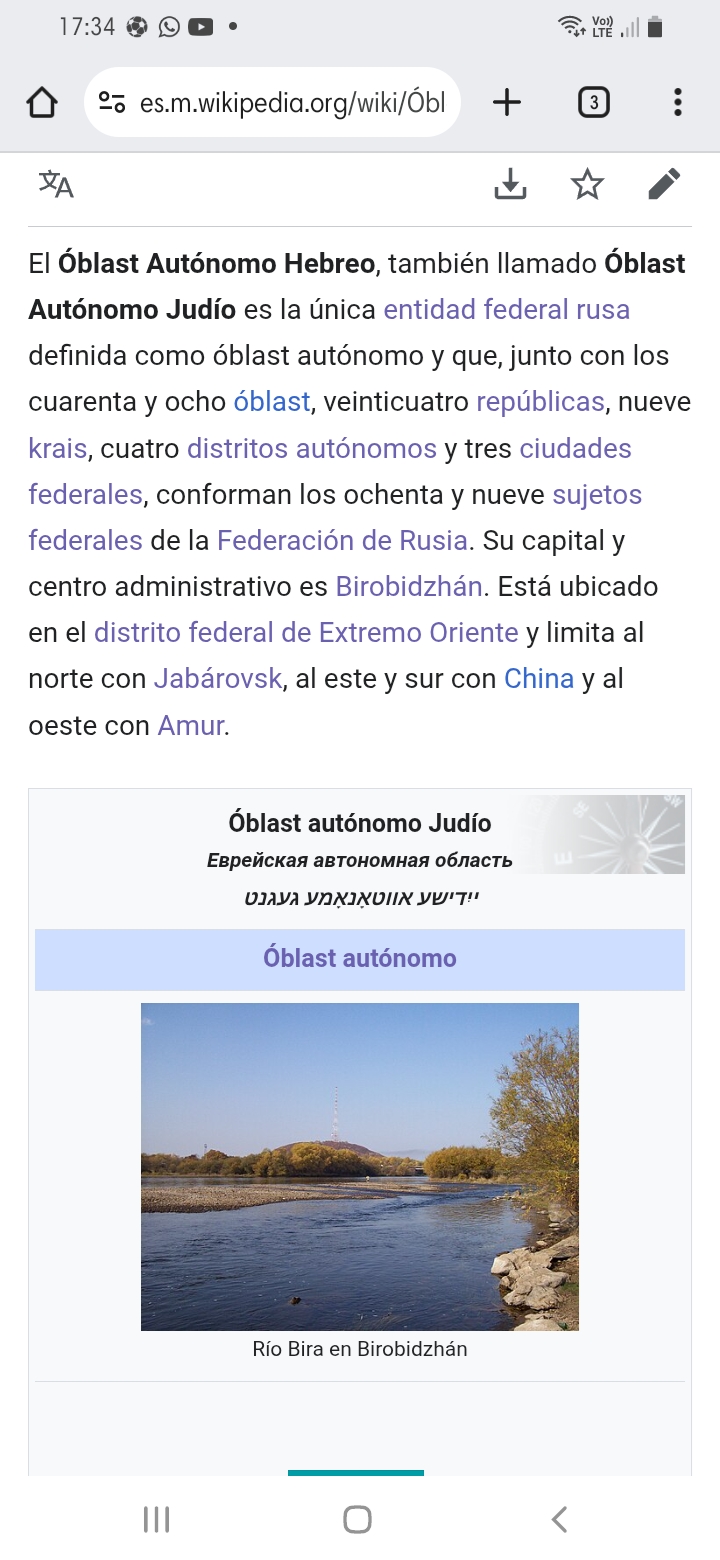 17:34
Vo))
LTE
es.m.wikipedia.org/wiki/Óbl
3
El Óblast Autónomo Hebreo, también llamado Óblast
Autónomo Judío es la única entidad federal rusa
definida como óblast autónomo y que, junto con los
cuarenta y ocho óblast, veinticuatro repúblicas, nueve
krais, cuatro distritos autónomos y tres ciudades
federales, conforman los ochenta y nueve sujetos
federales de la Federación de Rusia. Su capital y
centro administrativo es Birobidzhán. Está ubicado
en el distrito federal de Extremo Oriente y limita al
norte con Jabárovsk, al este y sur con China y al
oeste con Amur.
Óblast autónomo Judío
Еврейская автономная область
ייִדישע אווטאָנאָמע געגנט
Óblast autónomo
Río Bira en Birobidzhán